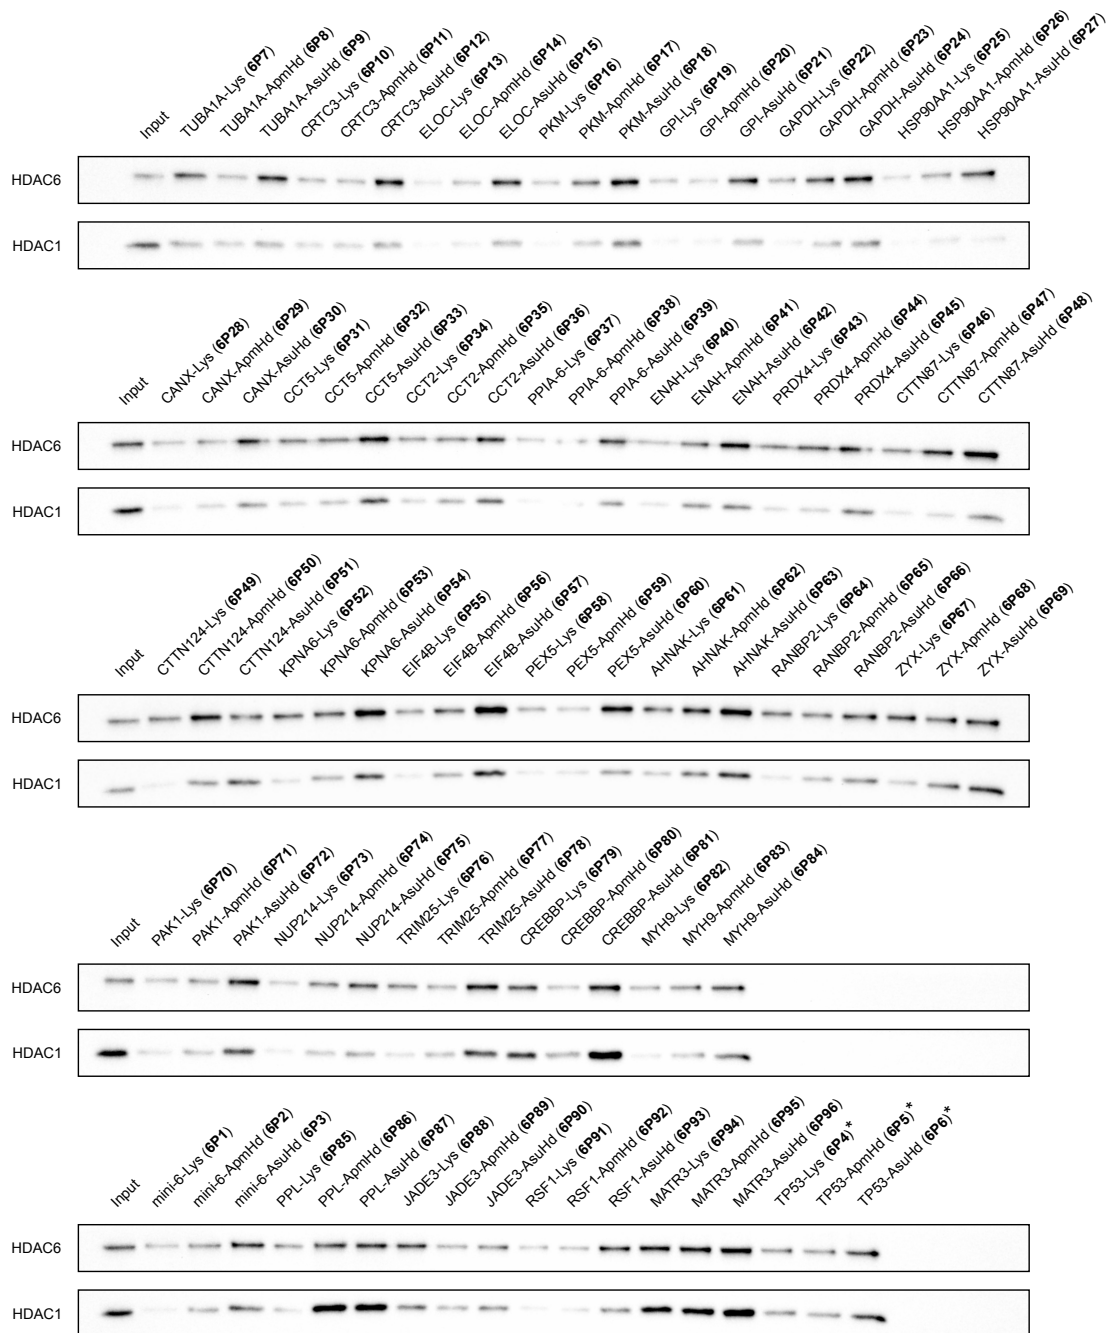 Input
TUBA1A-Lys (6P7)
TUBA1A-ApmHd (6P8)
TUBA1A-AsuHd (6P9)
CRTC3-Lys (6P10)
CRTC3-ApmHd (6P11)
CRTC3-AsuHd (6P12)
ELOC-Lys (6P13)
ELOC-ApmHd (6P14)
ELOC-AsuHd (6P15)
PKM-Lys (6P16)
PKM-ApmHd (6P17)
PKM-AsuHd (6P18)
GPI-Lys (6P19)
GPI-ApmHd (6P20)
GPI-AsuHd (6P21)
GAPDH-Lys (6P22)
GAPDH-ApmHd (6P23)
GAPDH-AsuHd (6P24)
HSP90AA1-Lys (6P25)
HSP90AA1-ApmHd (6P26)
HSP90AA1-AsuHd (6P27)
HDAC6
HDAC1
Input
CANX-Lys (6P28)
CANX-ApmHd (6P29)
CANX-AsuHd (6P30)
CCT5-Lys (6P31)
CCT5-ApmHd (6P32)
CCT5-AsuHd (6P33)
CCT2-Lys (6P34)
CCT2-ApmHd (6P35)
CCT2-AsuHd (6P36)
PPIA-6-Lys (6P37)
PPIA-6-ApmHd (6P38)
PPIA-6-AsuHd (6P39)
ENAH-Lys (6P40)
ENAH-ApmHd (6P41)
ENAH-AsuHd (6P42)
PRDX4-Lys (6P43)
PRDX4-ApmHd (6P44)
PRDX4-AsuHd (6P45)
CTTN87-Lys (6P46)
CTTN87-ApmHd (6P47)
CTTN87-AsuHd (6P48)
HDAC6
HDAC1
Input
CTTN124-Lys (6P49)
CTTN124-ApmHd (6P50)
CTTN124-AsuHd (6P51)
KPNA6-Lys (6P52)
KPNA6-ApmHd (6P53)
KPNA6-AsuHd (6P54)
EIF4B-Lys (6P55)
EIF4B-ApmHd (6P56)
EIF4B-AsuHd (6P57)
PEX5-Lys (6P58)
PEX5-ApmHd (6P59)
PEX5-AsuHd (6P60)
AHNAK-Lys (6P61)
AHNAK-ApmHd (6P62)
AHNAK-AsuHd (6P63)
RANBP2-Lys (6P64)
RANBP2-ApmHd (6P65)
RANBP2-AsuHd (6P66)
ZYX-Lys (6P67)
ZYX-ApmHd (6P68)
ZYX-AsuHd (6P69)
HDAC6
HDAC1
Input
PAK1-Lys (6P70)
PAK1-ApmHd (6P71)
PAK1-AsuHd (6P72)
NUP214-Lys (6P73)
NUP214-ApmHd (6P74)
NUP214-AsuHd (6P75)
TRIM25-Lys (6P76)
TRIM25-ApmHd (6P77)
TRIM25-AsuHd (6P78)
CREBBP-Lys (6P79)
CREBBP-ApmHd (6P80)
CREBBP-AsuHd (6P81)
MYH9-Lys (6P82)
MYH9-ApmHd (6P83)
MYH9-AsuHd (6P84)
HDAC6
HDAC1
Input
mini-6-Lys (6P1)
mini-6-ApmHd (6P2)
mini-6-AsuHd (6P3)
PPL-Lys (6P85)
PPL-ApmHd (6P86)
PPL-AsuHd (6P87)
JADE3-Lys (6P88)
JADE3-ApmHd (6P89)
JADE3-AsuHd (6P90)
RSF1-Lys (6P91)
RSF1-ApmHd (6P92)
RSF1-AsuHd (6P93)
MATR3-Lys (6P94)
MATR3-ApmHd (6P95)
MATR3-AsuHd (6P96)
TP53-Lys (6P4)*
TP53-ApmHd (6P5)*
TP53-AsuHd (6P6)*
HDAC6
HDAC1